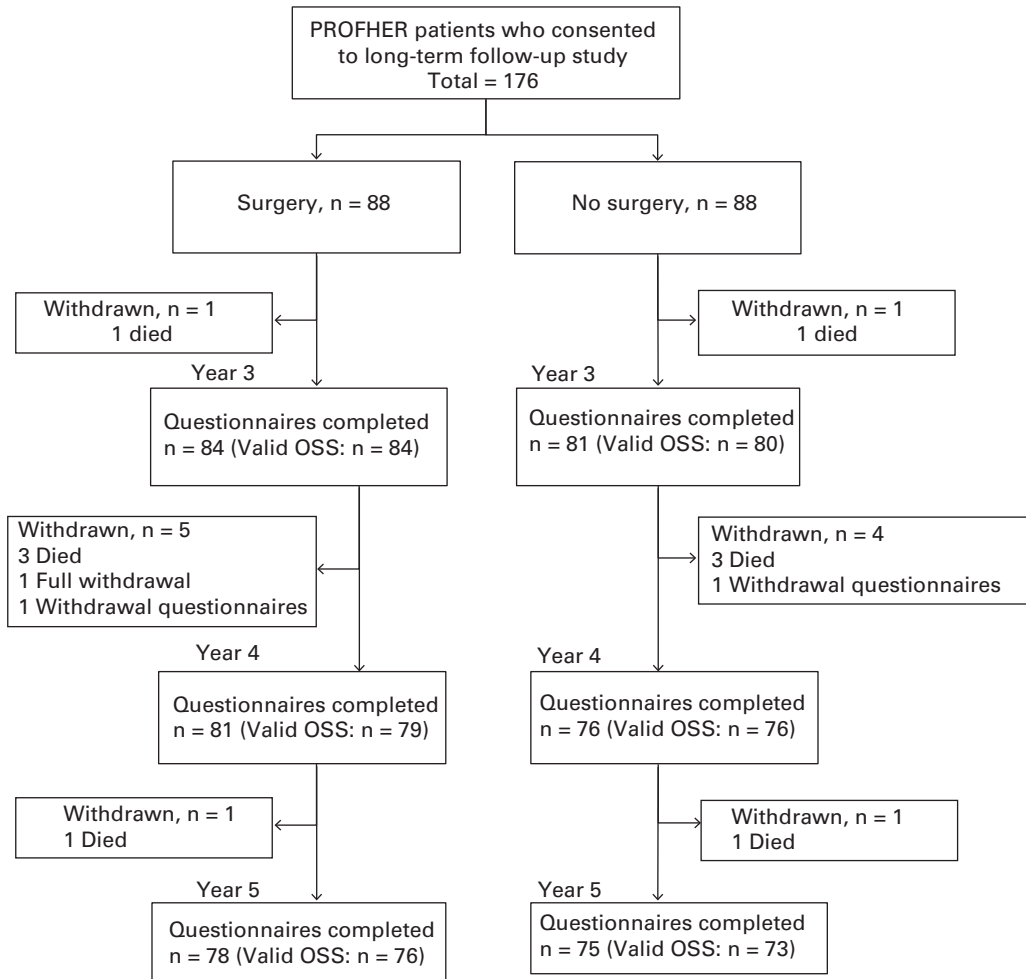 PROFHER patients who consented
to long-term follow-up study
Total = 176
Surgery, n = 88
No surgery, n = 88
Withdrawn, n = 1
1 died
Withdrawn, n = 1
1 died
Year 3
Year 3
Questionnaires completed
n = 84 (Valid OSS: n = 84)
Questionnaires completed
n = 81 (Valid OSS: n = 80)
Withdrawn, n = 5
3 Died
1 Full withdrawal
1 Withdrawal questionnaires
Withdrawn, n = 4
3 Died
1 Withdrawal questionnaires
Year 4
Year 4
Questionnaires completed
n = 81 (Valid OSS: n = 79)
Questionnaires completed
n = 76 (Valid OSS: n = 76)
Withdrawn, n = 1
1 Died
Withdrawn, n = 1
1 Died
Year 5
Year 5
Questionnaires completed
n = 78 (Valid OSS: n = 76)
Questionnaires completed
n = 75 (Valid OSS: n = 73)